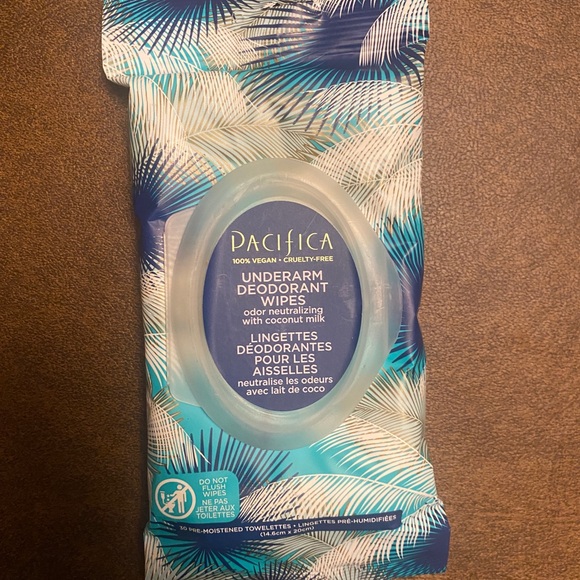 PACIFICA
100% VEGAN • CRUELTY-FREE
UNDERARM
DEODORANT
WIPES
odor neutralizing
with coconut milk
LINGETTES
DÉODORANTES
POUR LES
AISSELLES
neutralise les odeurs
avec lait de coco
DO NOT
FLUSH
WIPES
NE PAS
JETER AUX
TOILETTES
30 PRE-MOISTENED TOWELETTES • LINGETTES PRÉ-HUMIDIFIÉES
(14.6cm x 20cm)